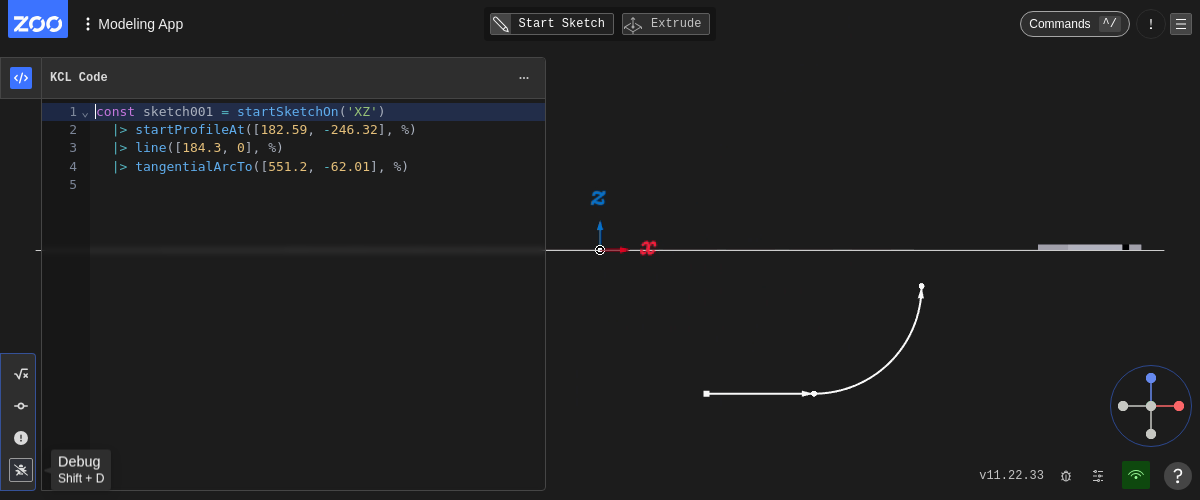 ZOO
Modeling App
Start Sketch
Extrude
Commands ^/
!
KCL Code
...
1 const sketch001 = startSketchOn('XZ')
2 |> startProfileAt([182.59, -246.32], %)
3 |> line([184.3, 0], %)
4 |> tangentialArcTo([551.2, -62.01], %)
5
z
x
Debug
Shift + D
v11.22.33
?